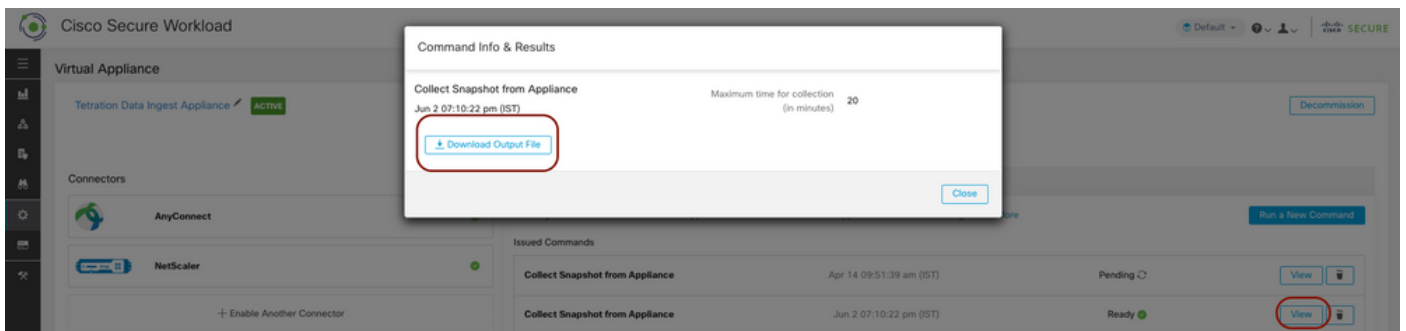 Cisco Secure Workload
Default
cisco SECURE
Virtual Appliance
Tetration Data Ingest Appliance
ACTIVE
Decommission
Command Info & Results
Collect Snapshot from Appliance
Jun 2 07:10:22 pm (IST)
Maximum time for collection
(in minutes)
20
Download Output File
Close
Connectors
AnyConnect
NetScaler
+ Enable Another Connector
Run a New Command
Issued Commands
Collect Snapshot from Appliance Apr 14 09:51:39 am (IST) Pending View
Collect Snapshot from Appliance Jun 2 07:10:22 pm (IST) Ready View